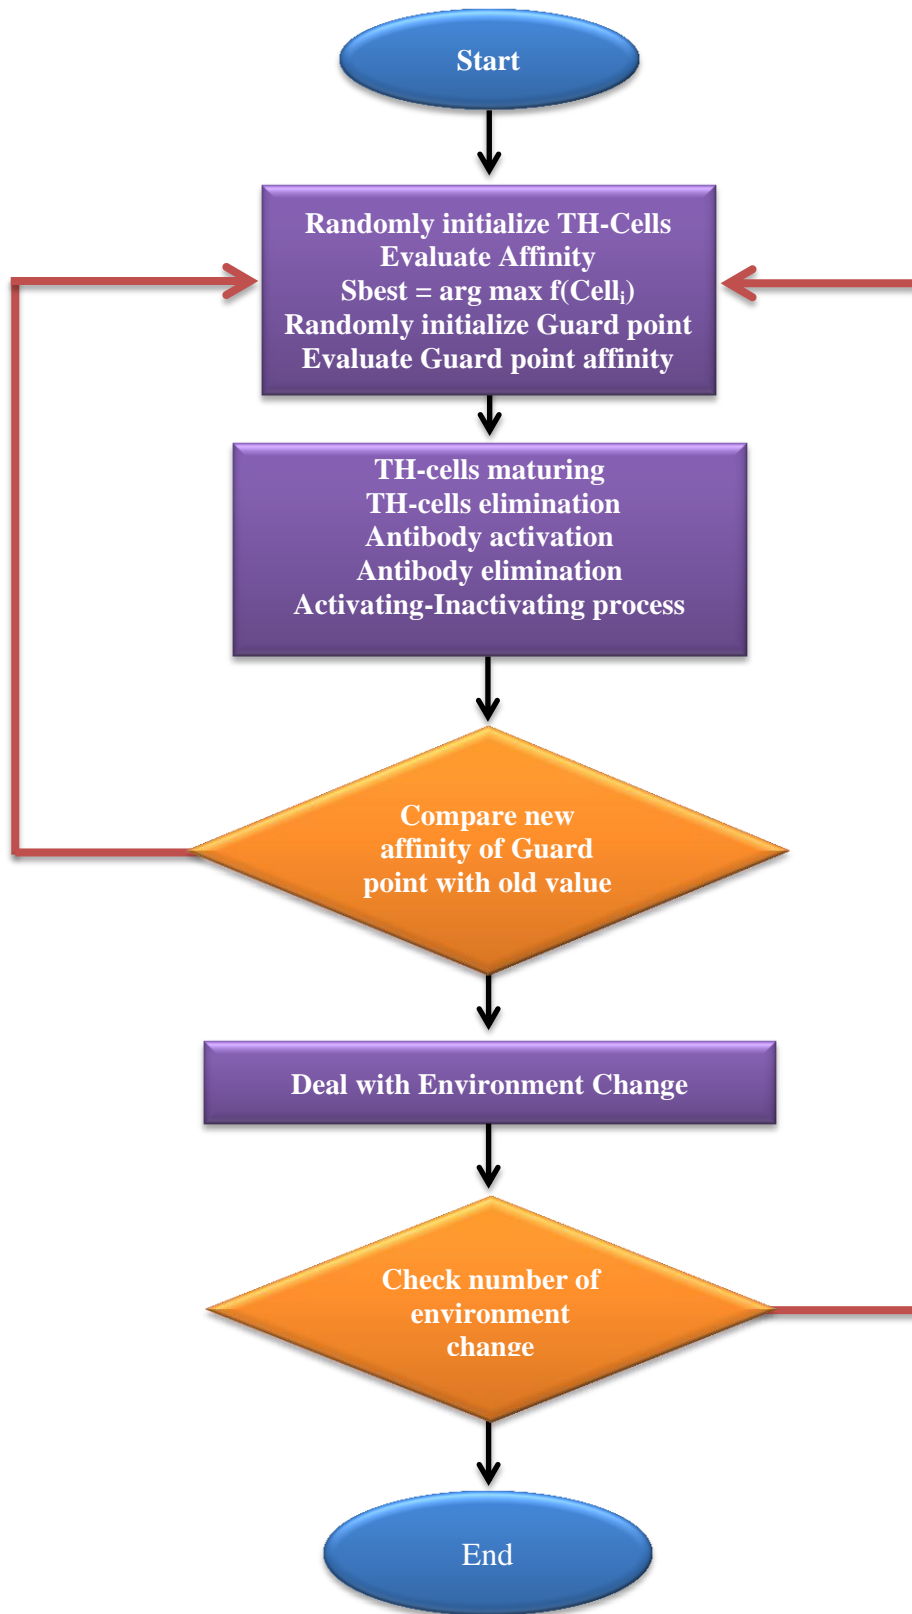 Start
Randomly initialize TH-Cells
Evaluate Affinity
Sbest = arg max f(Cellᵢ)
Randomly initialize Guard point
Evaluate Guard point affinity
TH-cells maturing
TH-cells elimination
Antibody activation
Antibody elimination
Activating-Inactivating process
Compare new
affinity of Guard
point with old value
Deal with Environment Change
Check number of
environment
change
End